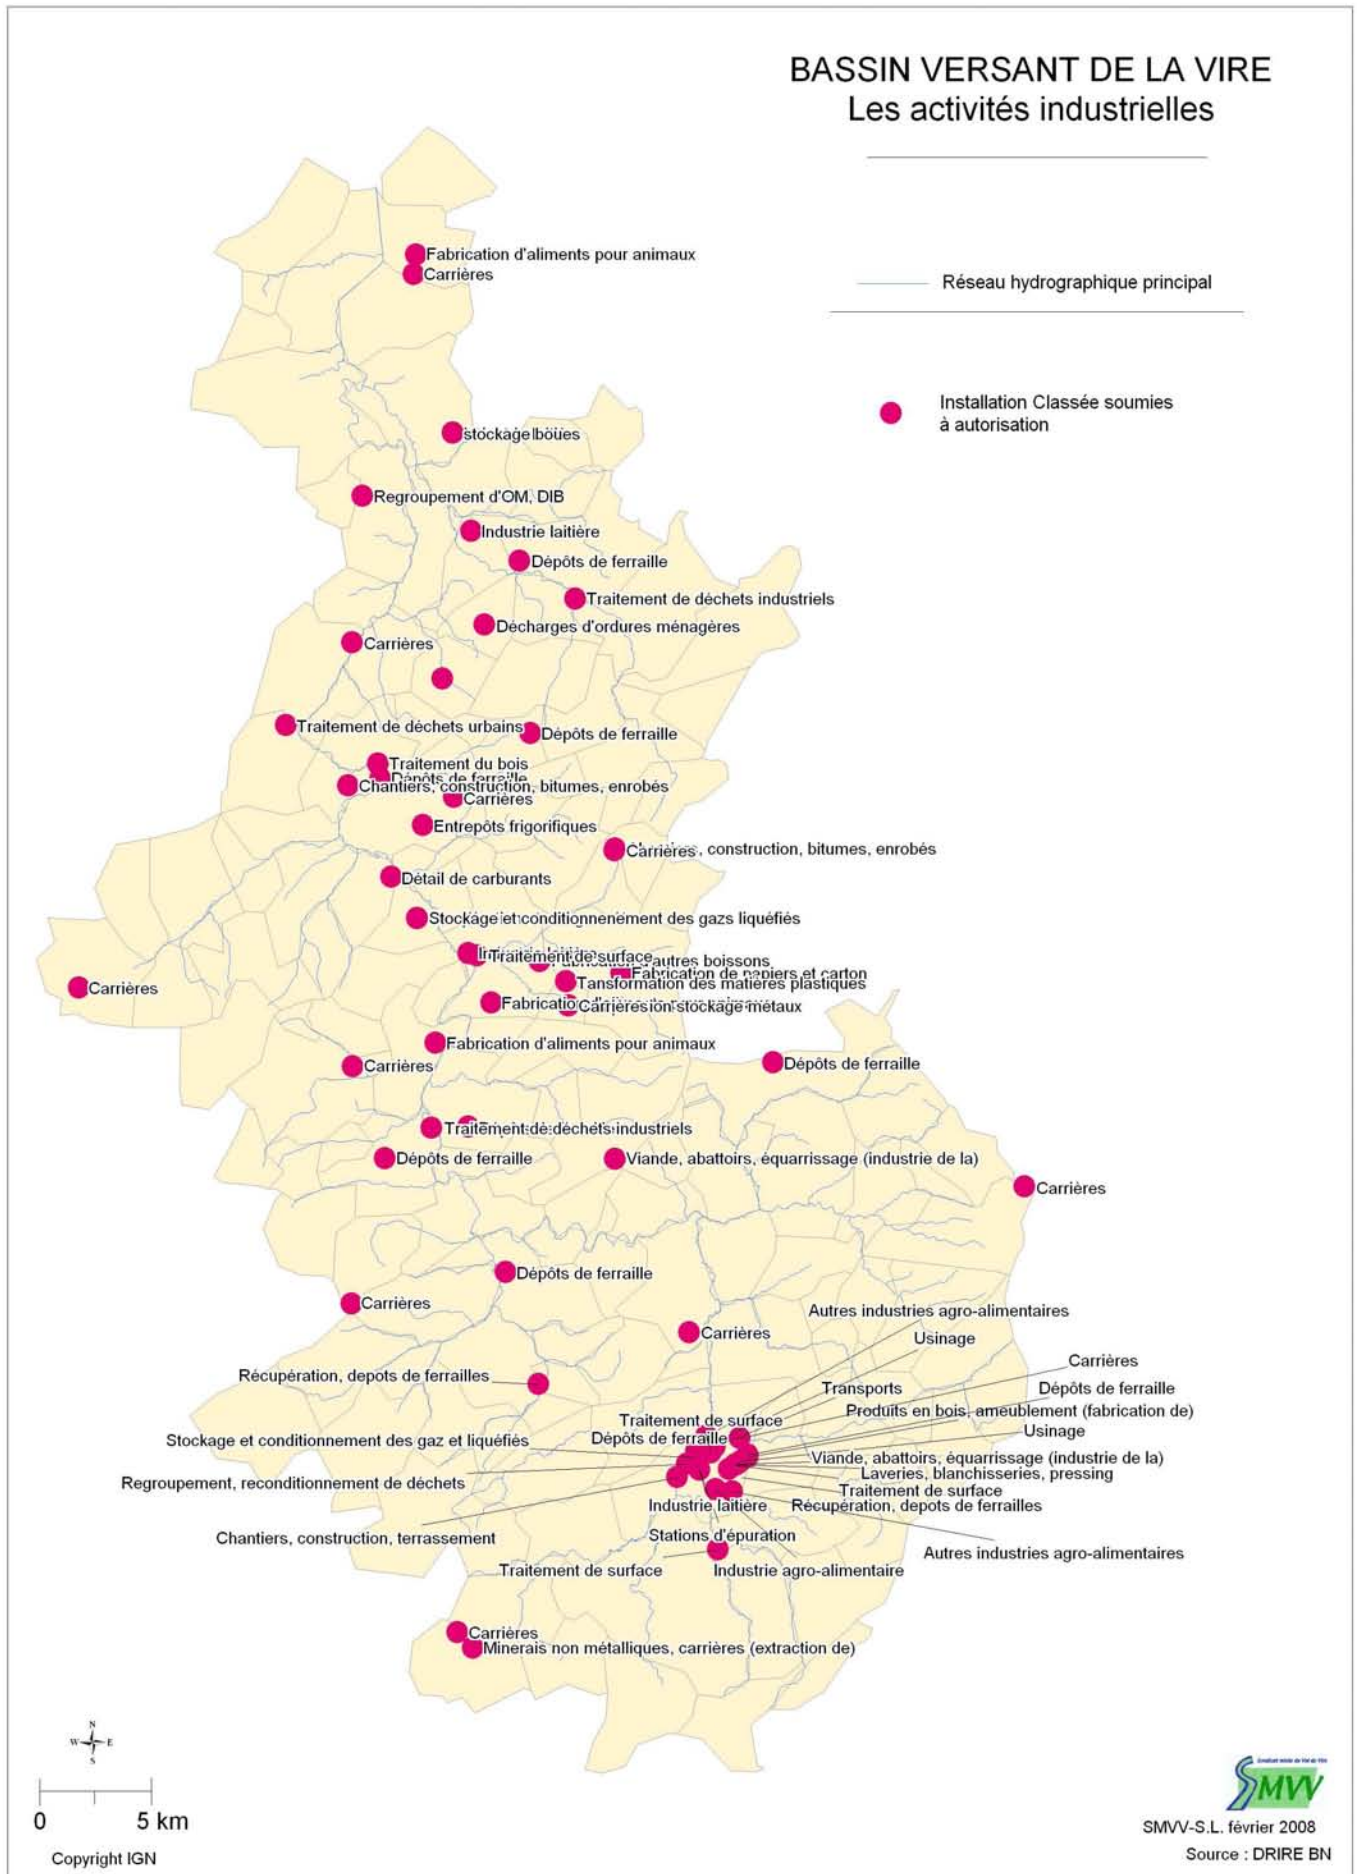 BASSIN VERSANT DE LA VIRE
Les activités industrielles
Réseau hydrographique principal
Installation Classée soumies
à autorisation
Fabrication d'aliments pour animaux
Carrières
stockage boues
Regroupement d'OM, DIB
Industrie laitière
Dépôts de ferraille
Traitement de déchets industriels
Décharges d'ordures ménagères
Carrières
Traitement de déchets urbains
Dépôts de ferraille
Traitement du bois
Dépôts de ferraille
Chantiers, construction, bitumes, enrobés
Carrières
Entrepôts frigorifiques
Carrières
, construction, bitumes, enrobés
Détail de carburants
Stockage et conditionnement des gaz liquéfiés
Traitement de surface
Fabrication d'autres boissons
Fabrication de papiers et carton
Tansformation des matières plastiques
Carrières
Carrières
stockage métaux
Fabrication d'aliments pour animaux
Carrières
Dépôts de ferraille
Traitement de déchets industriels
Dépôts de ferraille
Viande, abattoirs, équarrissage (industrie de la)
Carrières
Dépôts de ferraille
Carrières
Autres industries agro-alimentaires
Carrières
Usinage
Carrières
Récupération, depots de ferrailles
Transports
Dépôts de ferraille
Produits en bois, ameublement (fabrication de)
Traitement de surface
Usinage
Stockage et conditionnement des gaz et liquéfiés
Dépôts de ferraille
Viande, abattoirs, équarrissage (industrie de la)
Laveries, blanchisseries, pressing
Regroupement, reconditionnement de déchets
Traitement de surface
Industrie laitière
Récupération, depots de ferrailles
Chantiers, construction, terrassement
Stations d'épuration
Autres industries agro-alimentaires
Traitement de surface
Industrie agro-alimentaire
Carrières
Minerais non métalliques, carrières (extraction de)
N
W E
S
0 5 km
Copyright IGN
SMVV
SMVV-S.L. février 2008
Source : DRIRE BN